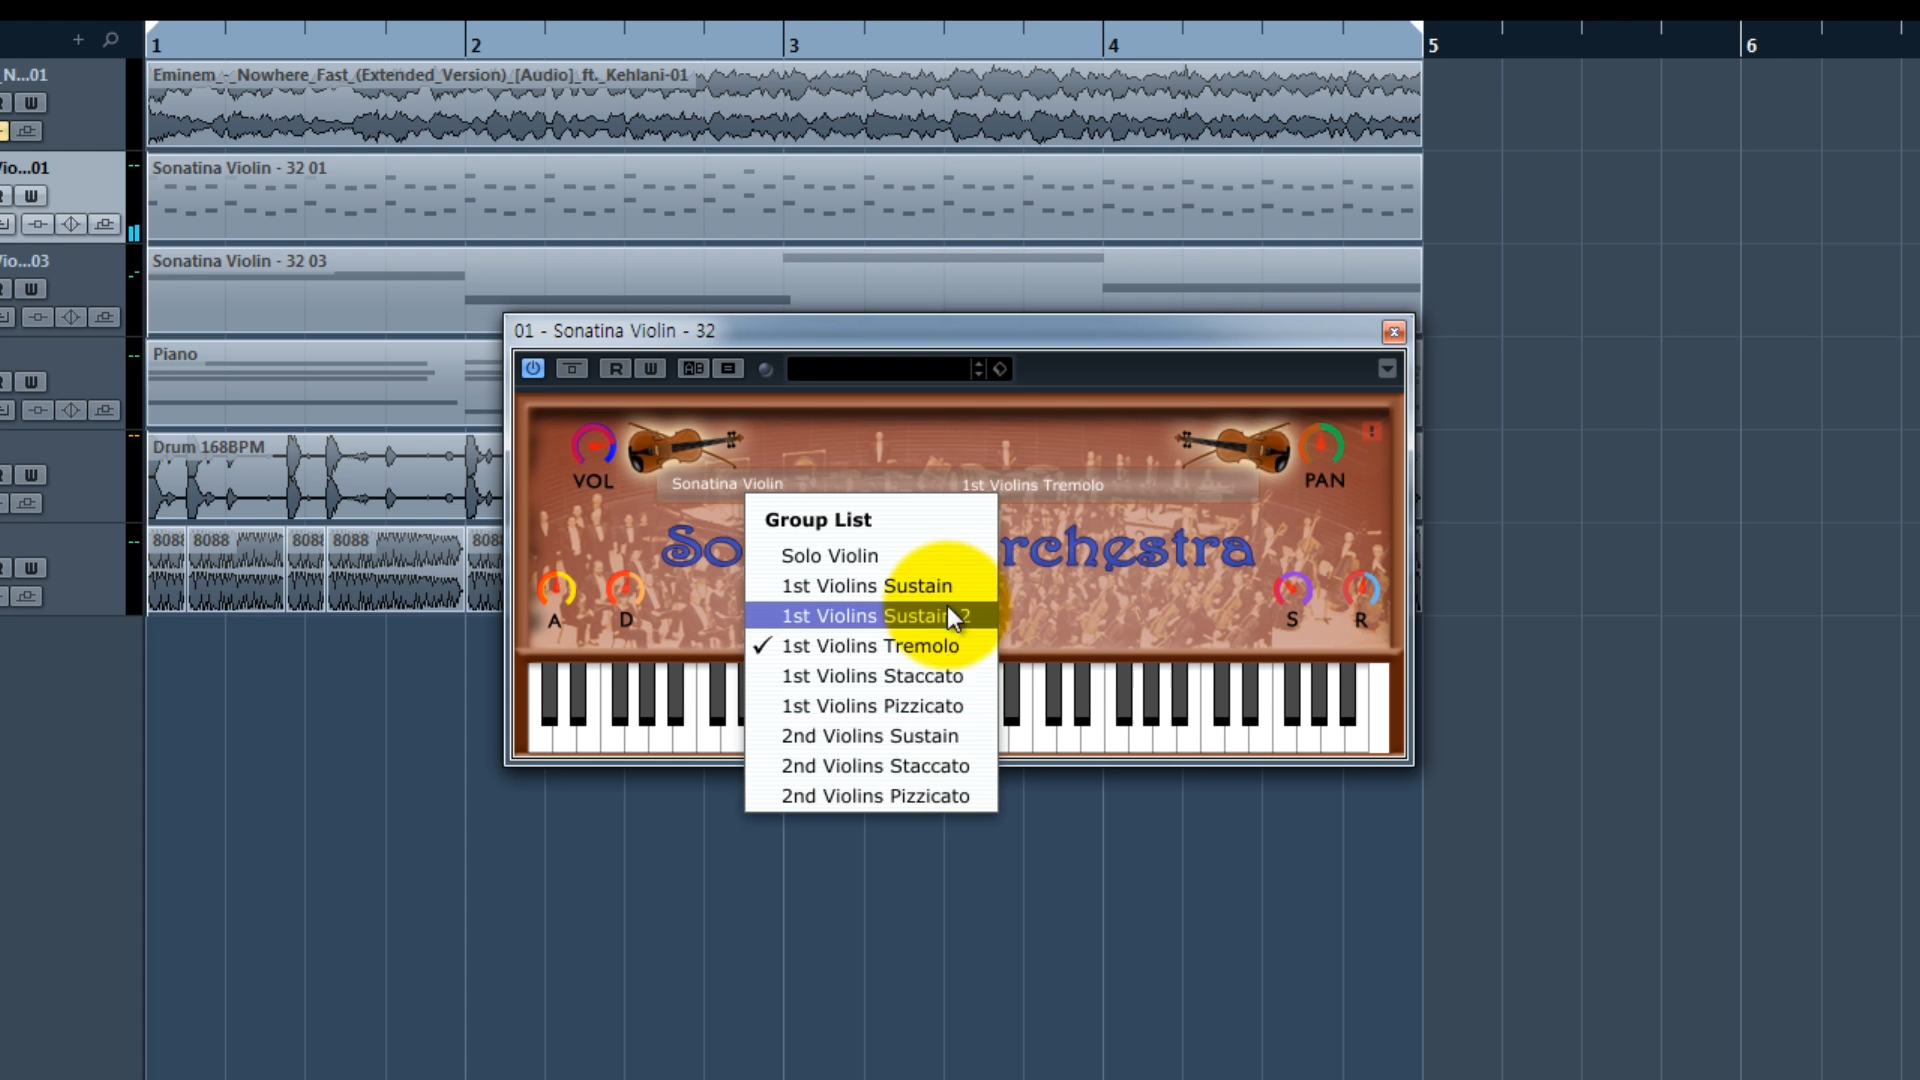 1 2 3 4 5 6
N...01
Eminem_-_Nowhere_Fast_(Extended_Version)_[Audio]_ft._Kehlani-01
W
Vio...01
Sonatina Violin - 32 01
W
Vio...03
Sonatina Violin - 32 03
W
01 - Sonatina Violin - 32
Piano
R W AB
W
VOL
PAN
Drum 168BPM
Sonatina Violin
1st Violins Tremolo
W
Group List
So rchestra
8088 8088 8088 8088 8088
Solo Violin
1st Violins Sustain
1st Violins Sustain 2
✓ 1st Violins Tremolo
1st Violins Staccato
1st Violins Pizzicato
2nd Violins Sustain
2nd Violins Staccato
2nd Violins Pizzicato
A D
S R
W